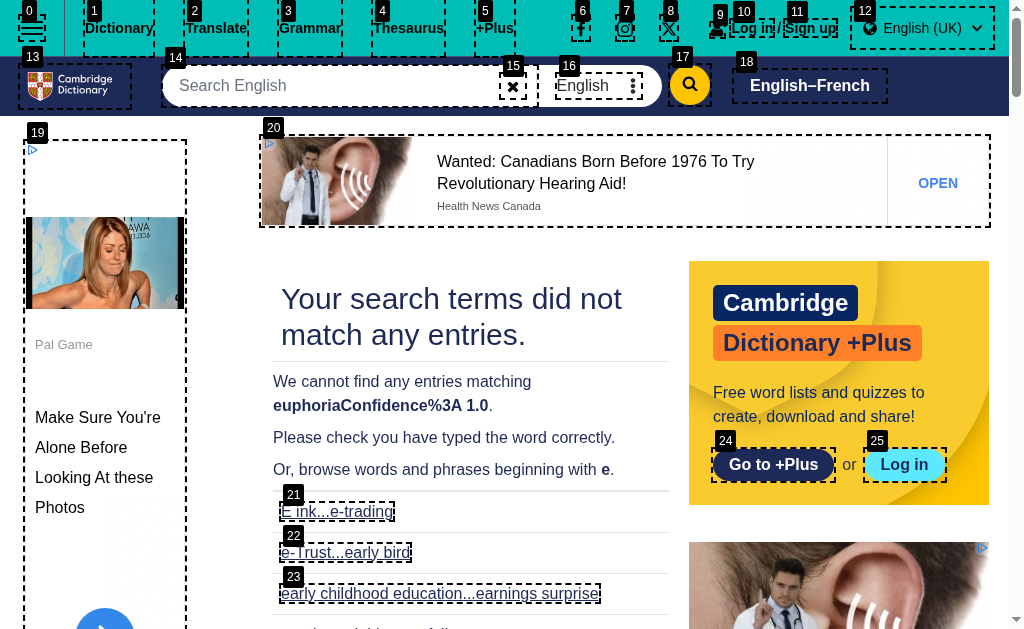 0 1 2 3 4 5 6 7 8 9 10 11 12
Dictionary Translate Grammar Thesaurus +Plus Log in / Sign up English (UK)
13 14 15 16 17 18
Cambridge
Dictionary
Search English English English–French
19 20
Wanted: Canadians Born Before 1976 To Try
Revolutionary Hearing Aid!
Health News Canada
OPEN
Pal Game
Make Sure You're
Alone Before
Looking At these
Photos
Your search terms did not
match any entries.
We cannot find any entries matching
euphoriaConfidence%3A 1.0.
Please check you have typed the word correctly.
Or, browse words and phrases beginning with e.
21
E ink...e-trading
22
e-Trust...early bird
23
early childhood education...earnings surprise
Cambridge
Dictionary +Plus
Free word lists and quizzes to
create, download and share!
24 25
Go to +Plus or Log in